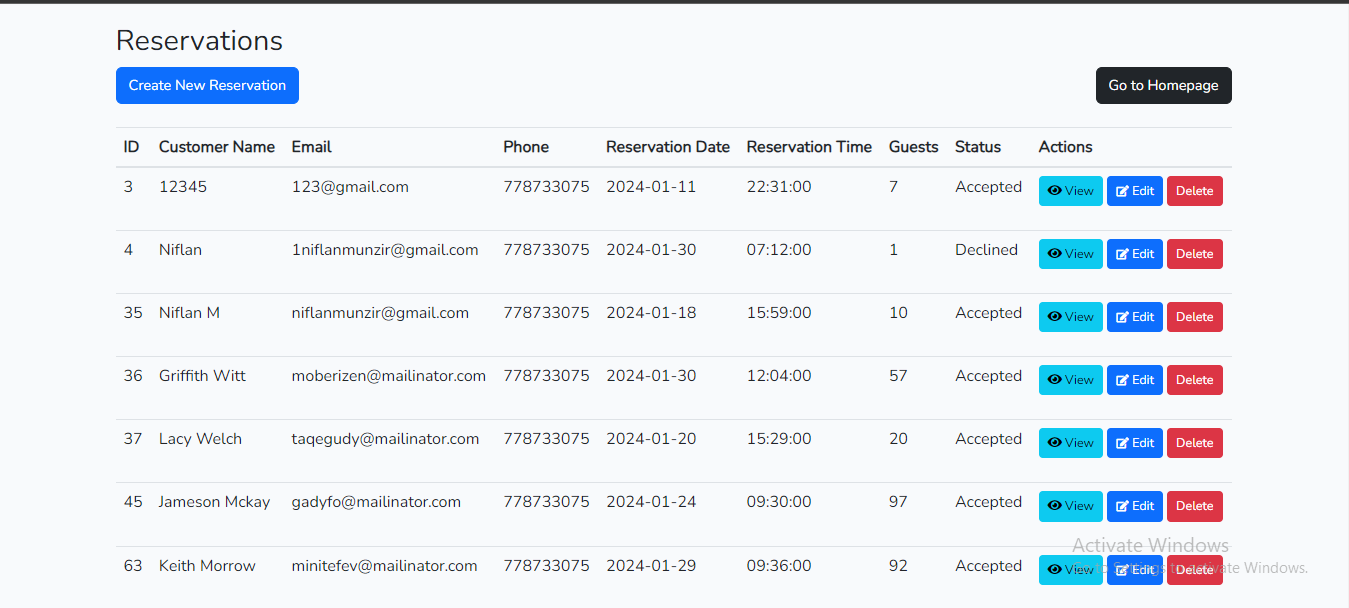 Reservations
Create New Reservation Go to Homepage
ID Customer Name Email Phone Reservation Date Reservation Time Guests Status Actions
3 12345 123@gmail.com 778733075 2024-01-11 22:31:00 7 Accepted View Edit Delete
4 Niflan 1niflanmunzir@gmail.com 778733075 2024-01-30 07:12:00 1 Declined View Edit Delete
35 Niflan M niflanmunzir@gmail.com 778733075 2024-01-18 15:59:00 10 Accepted View Edit Delete
36 Griffith Witt moberizen@mailinator.com 778733075 2024-01-30 12:04:00 57 Accepted View Edit Delete
37 Lacy Welch taqegudy@mailinator.com 778733075 2024-01-20 15:29:00 20 Accepted View Edit Delete
45 Jameson Mckay gadyfo@mailinator.com 778733075 2024-01-24 09:30:00 97 Accepted View Edit Delete
Activate Windows
63 Keith Morrow minitefev@mailinator.com 778733075 2024-01-29 09:36:00 92 Accepted View Edit Delete
Go to Settings to activate Windows.